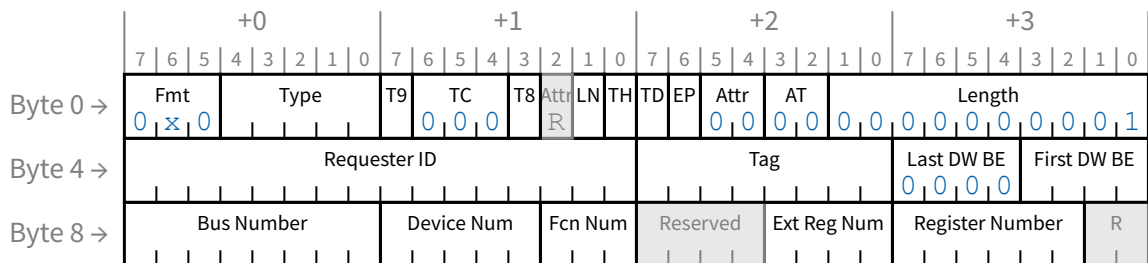 +0 +1 +2 +3
7 6 5 4 3 2 1 0 7 6 5 4 3 2 1 0 7 6 5 4 3 2 1 0 7 6 5 4 3 2 1 0
Byte 0 → Fmt Type T9 TC T8 Attr LN TH TD EP Attr AT Length
0 x 0 0 0 0 R 0 0 0 0 0 0 0 0 0 0 0 0 0 1
Byte 4 → Requester ID Tag Last DW BE First DW BE
0 0 0 0
Byte 8 → Bus Number Device Num Fcn Num Reserved Ext Reg Num Register Number R